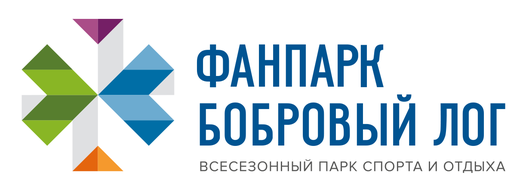 ФАНПАРК
БОБРОВЫЙ ЛОГ
ВСЕСЕЗОННЫЙ ПАРК СПОРТА И ОТДЫХА